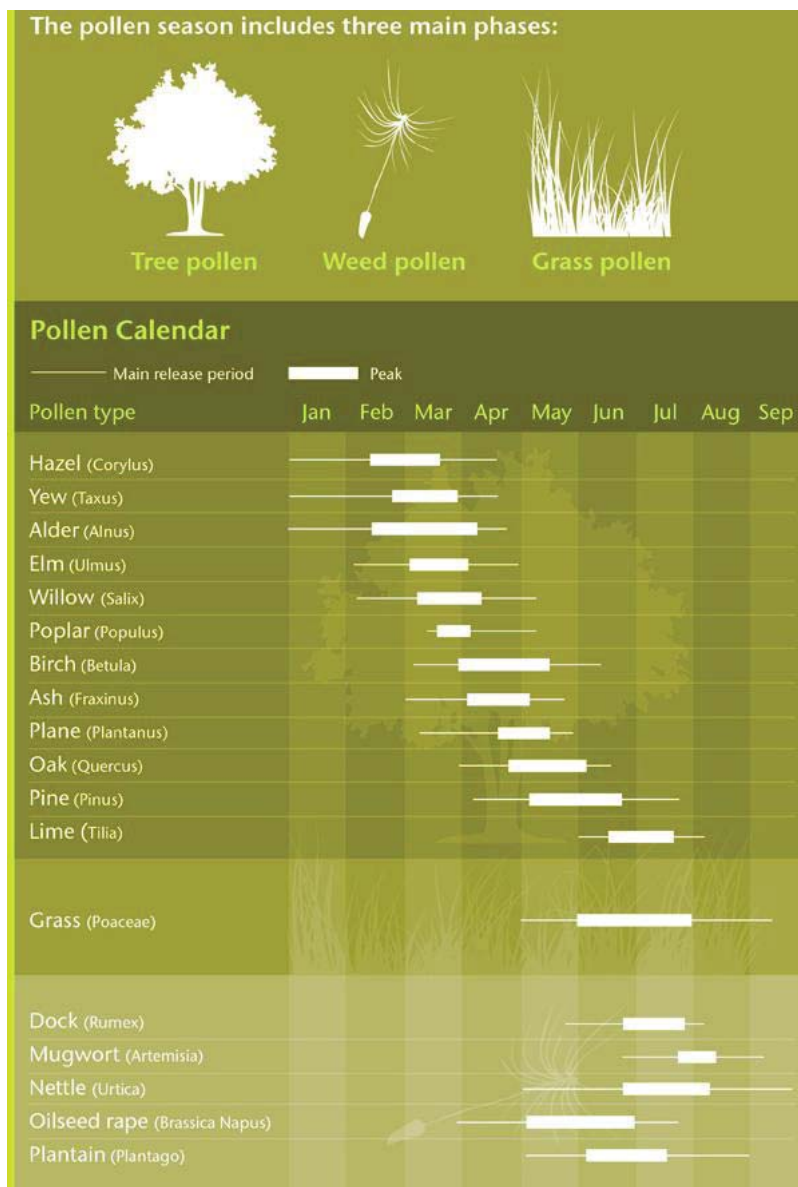 The pollen season includes three main phases:
Tree pollen Weed pollen Grass pollen
Pollen Calendar
Main release period Peak
Pollen type Jan Feb Mar Apr May Jun Jul Aug Sep
Hazel (Corylus)
Yew (Taxus)
Alder (Alnus)
Elm (Ulmus)
Willow (Salix)
Poplar (Populus)
Birch (Betula)
Ash (Fraxinus)
Plane (Plantanus)
Oak (Quercus)
Pine (Pinus)
Lime (Tilia)
Grass (Poaceae)
Dock (Rumex)
Mugwort (Artemisia)
Nettle (Urtica)
Oilseed rape (Brassica Napus)
Plantain (Plantago)